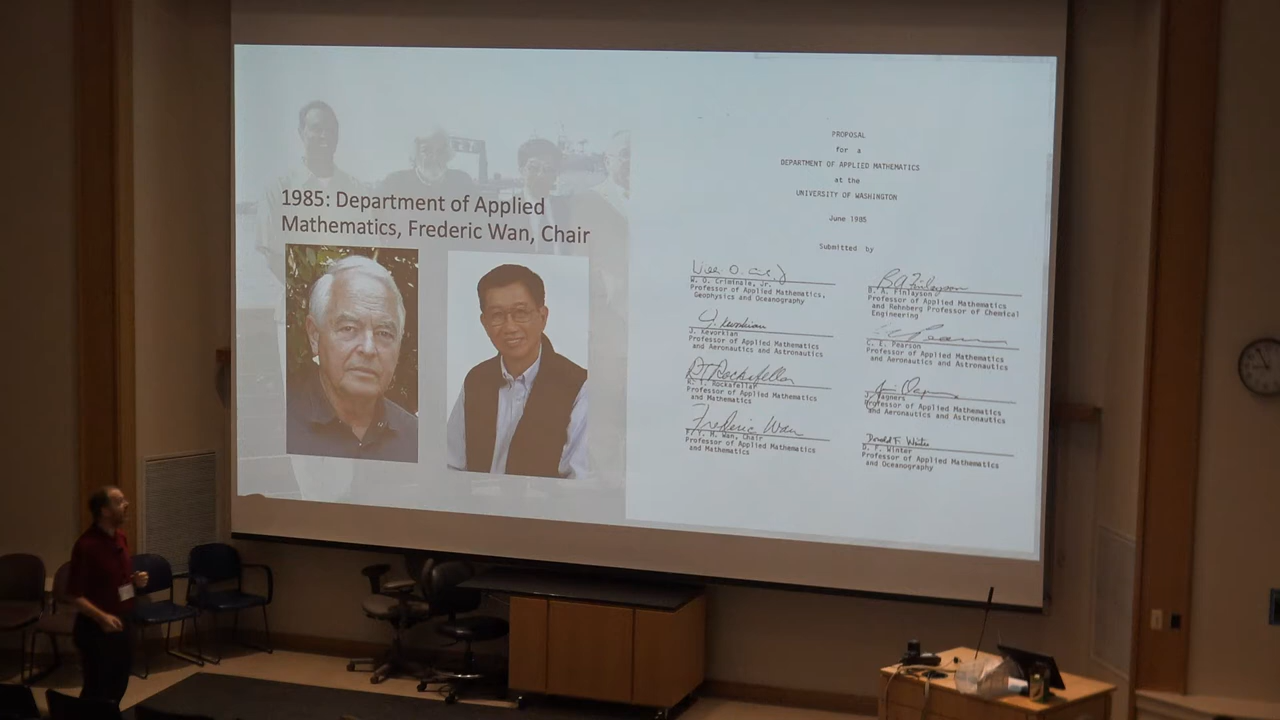 1985: Department of Applied
Mathematics, Frederic Wan, Chair
PROPOSAL
for a
DEPARTMENT OF APPLIED MATHEMATICS
at the
UNIVERSITY OF WASHINGTON
June 1985
Submitted by
W. O. Criminale, Jr.
Professor of Applied Mathematics,
Geophysics and Oceanography
B. A. Finlayson
B. A. Finlayson
Professor of Applied Mathematics
and Rehnberg Professor of Chemical
Engineering
J. Kevorkian
J. Kevorkian
Professor of Applied Mathematics
and Aeronautics and Astronautics
C. E. Pearson
Professor of Applied Mathematics
and Aeronautics and Astronautics
R. T. Rockafellar
R. T. Rockafellar
Professor of Applied Mathematics
and Mathematics
J. Vagners
Professor of Applied Mathematics
and Aeronautics and Astronautics
Frederic Wan
F. Y. M. Wan, Chair
Professor of Applied Mathematics
and Mathematics
Donald F. Winter
D. F. Winter
Professor of Applied Mathematics
and Oceanography